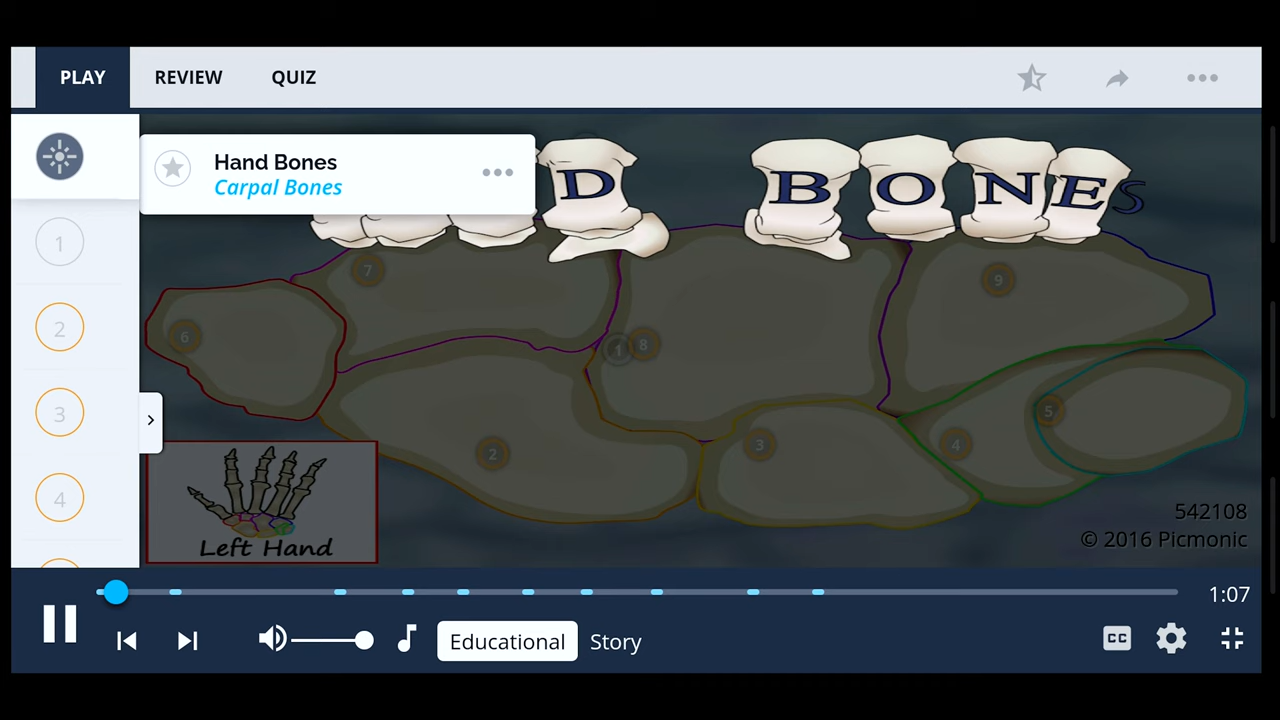 PLAY REVIEW QUIZ
Hand Bones
Carpal Bones
D BONES
1
2
3
4
7
9
6
1 8
5
2 3 4
Left Hand
542108
© 2016 Picmonic
1:07
Educational Story
CC